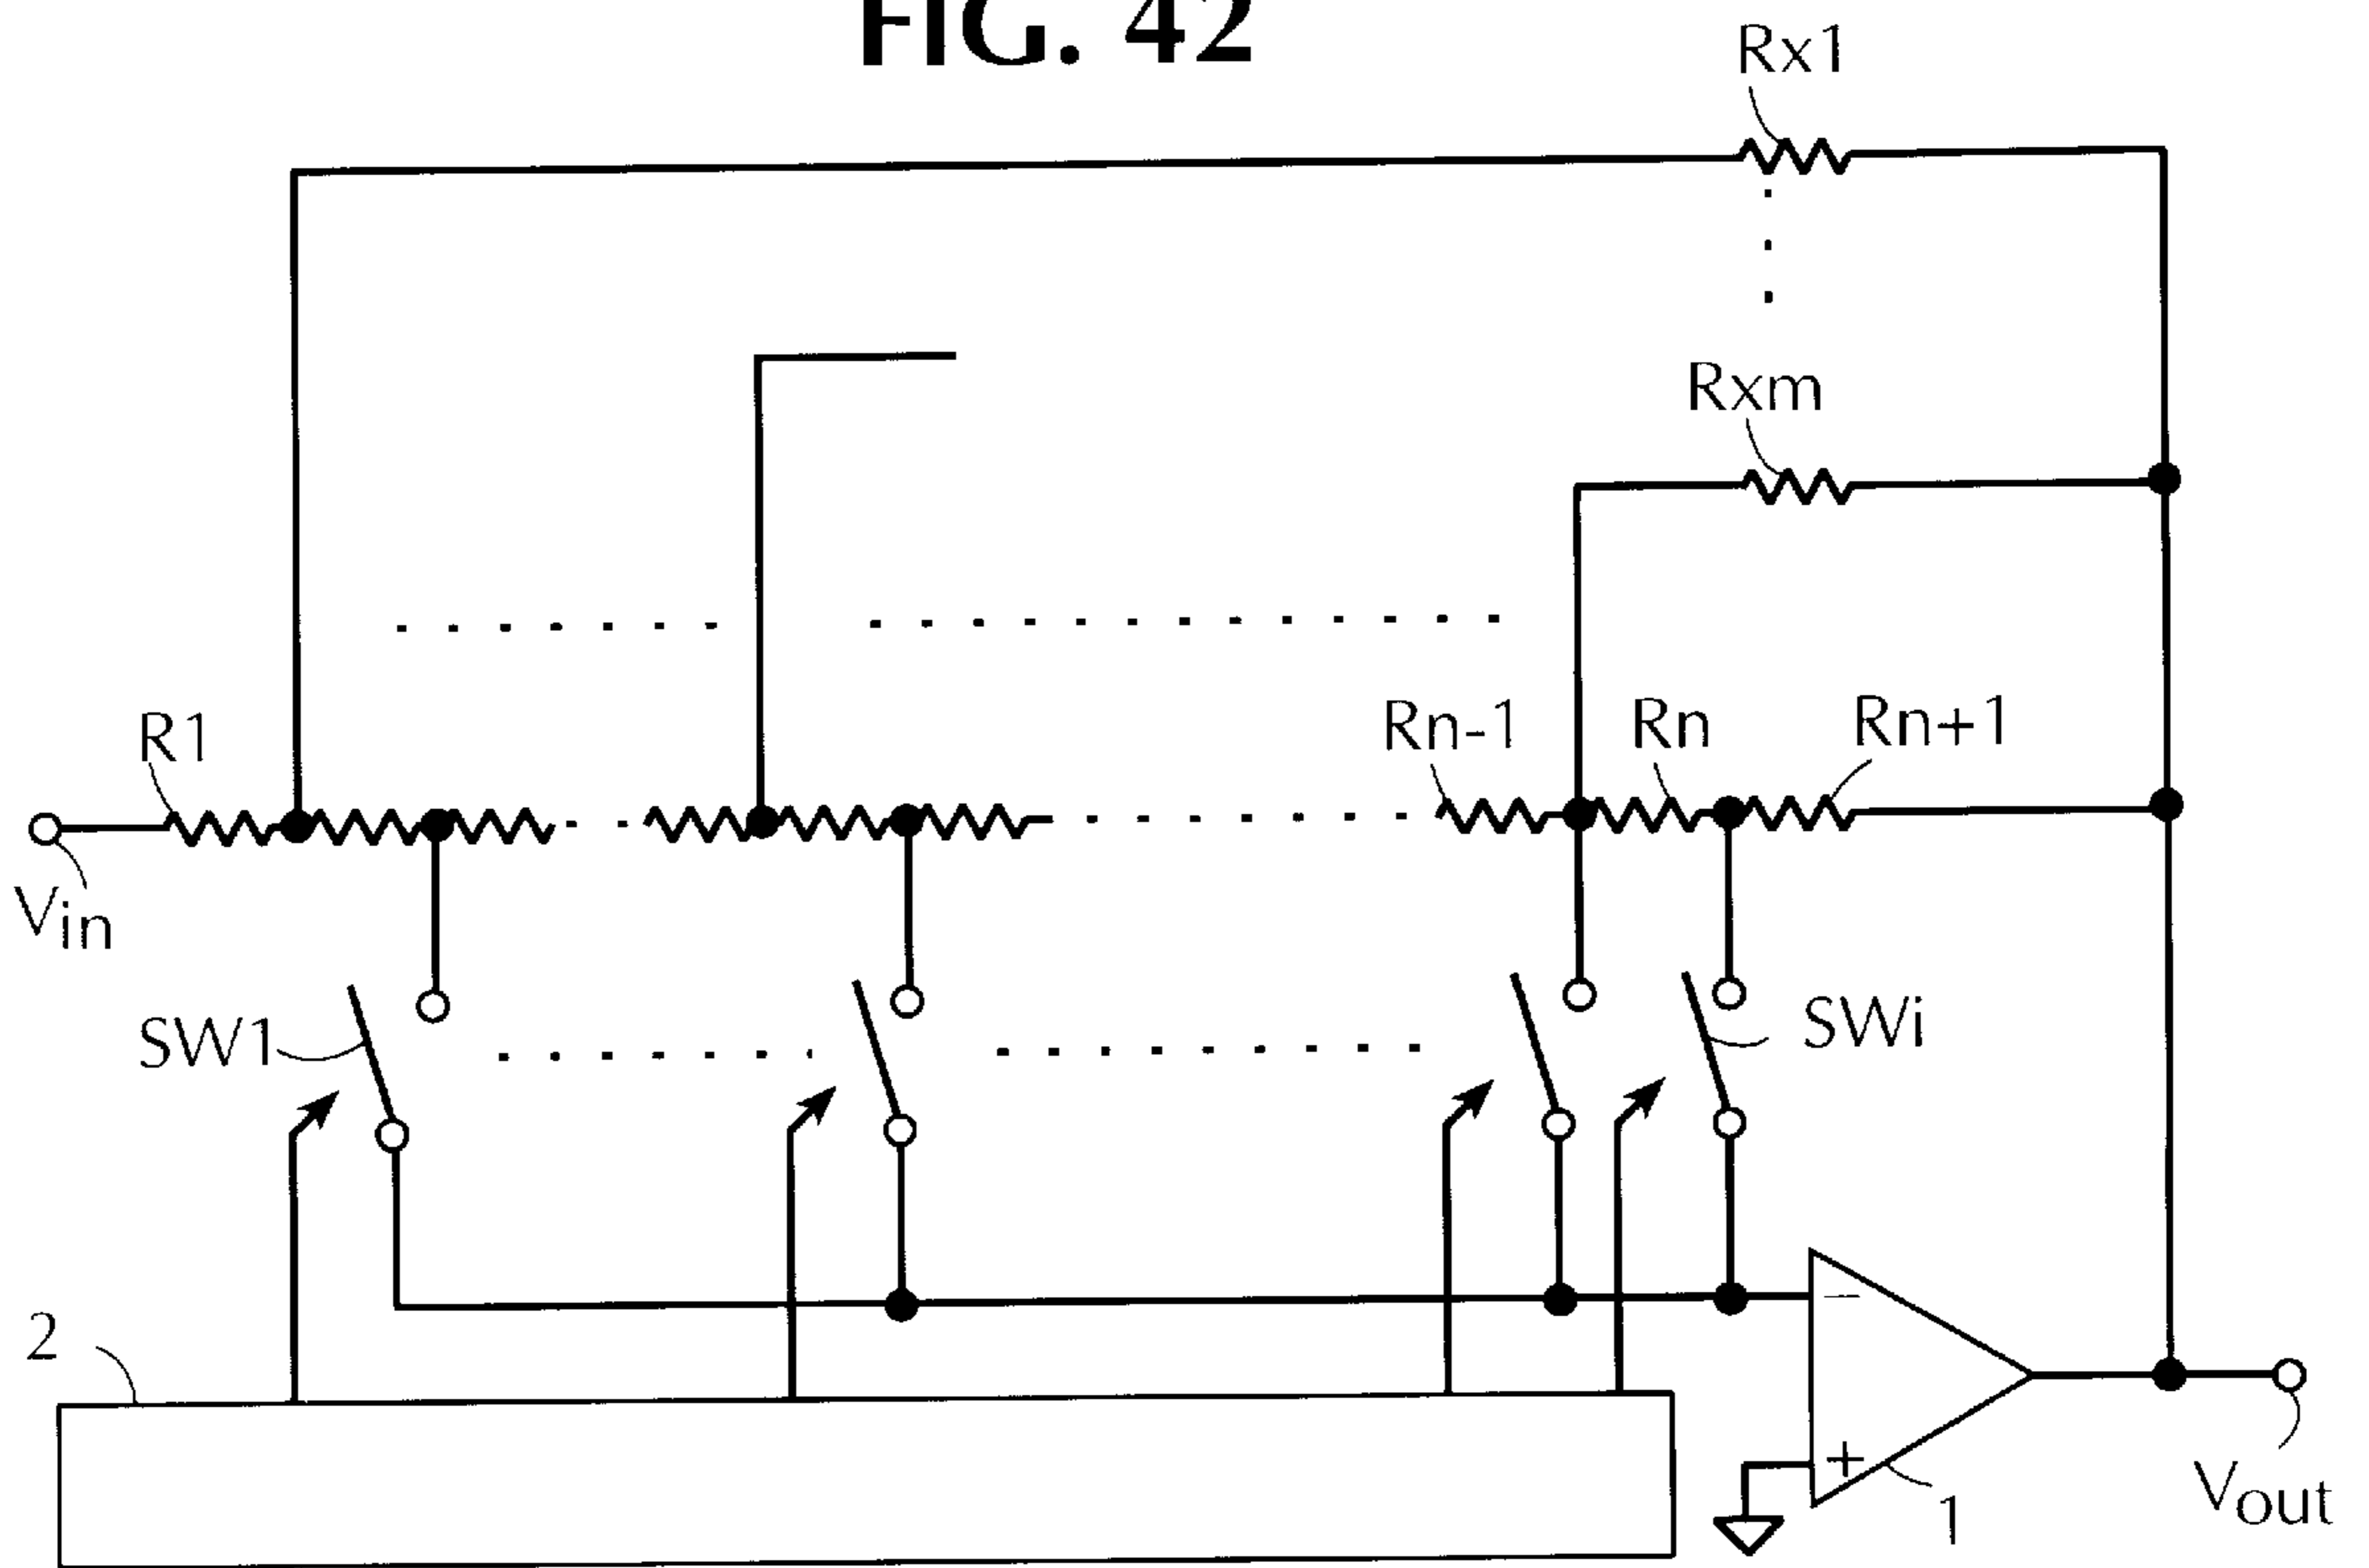 FIG. 42
Rx1
Rxm
R1
Rn-1
Rn
Rn+1
Vin
SW1
SWi
2
−
+
1
Vout